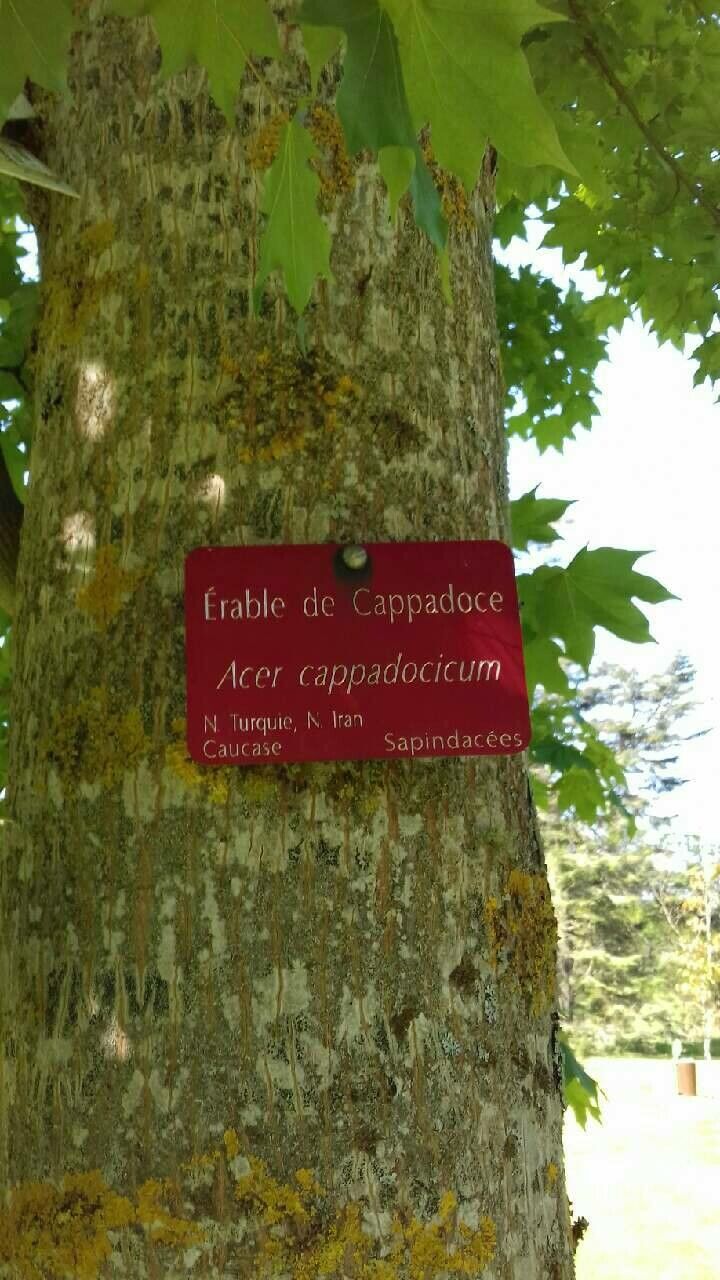 Érable de Cappadoce
Acer cappadocicum
N. Turquie, N. Iran
Caucase Sapindacées